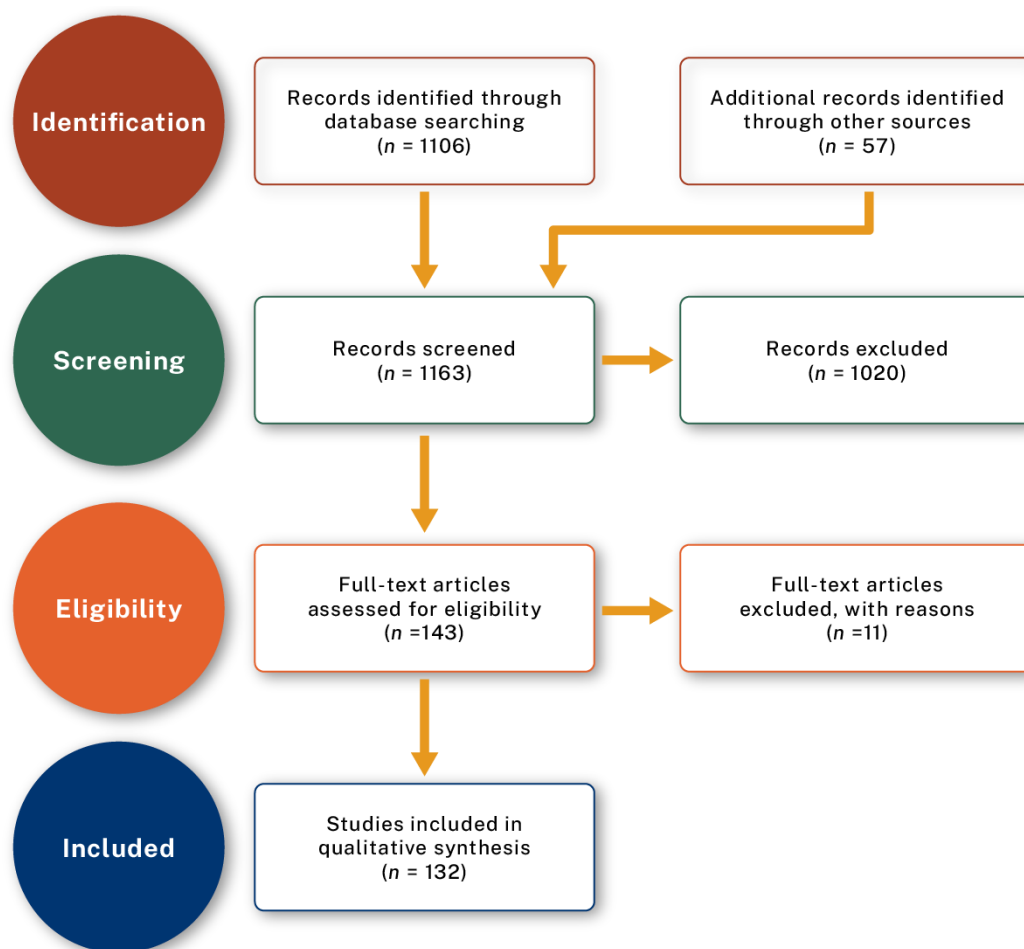 Identification
Records identified through
database searching
(n = 1106)
Additional records identified
through other sources
(n = 57)
Screening
Records screened
(n = 1163)
Records excluded
(n = 1020)
Eligibility
Full-text articles
assessed for eligibility
(n =143)
Full-text articles
excluded, with reasons
(n =11)
Included
Studies included in
qualitative synthesis
(n = 132)